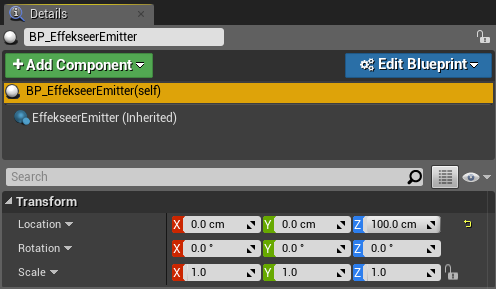 Details
BP_EffekseerEmitter
+ Add Component Edit Blueprint
BP_EffekseerEmitter(self)
EffekseerEmitter (Inherited)
Search
Transform
Location X 0.0 cm Y 0.0 cm Z 100.0 cm
Rotation X 0.0 ° Y 0.0 ° Z 0.0 °
Scale X 1.0 Y 1.0 Z 1.0